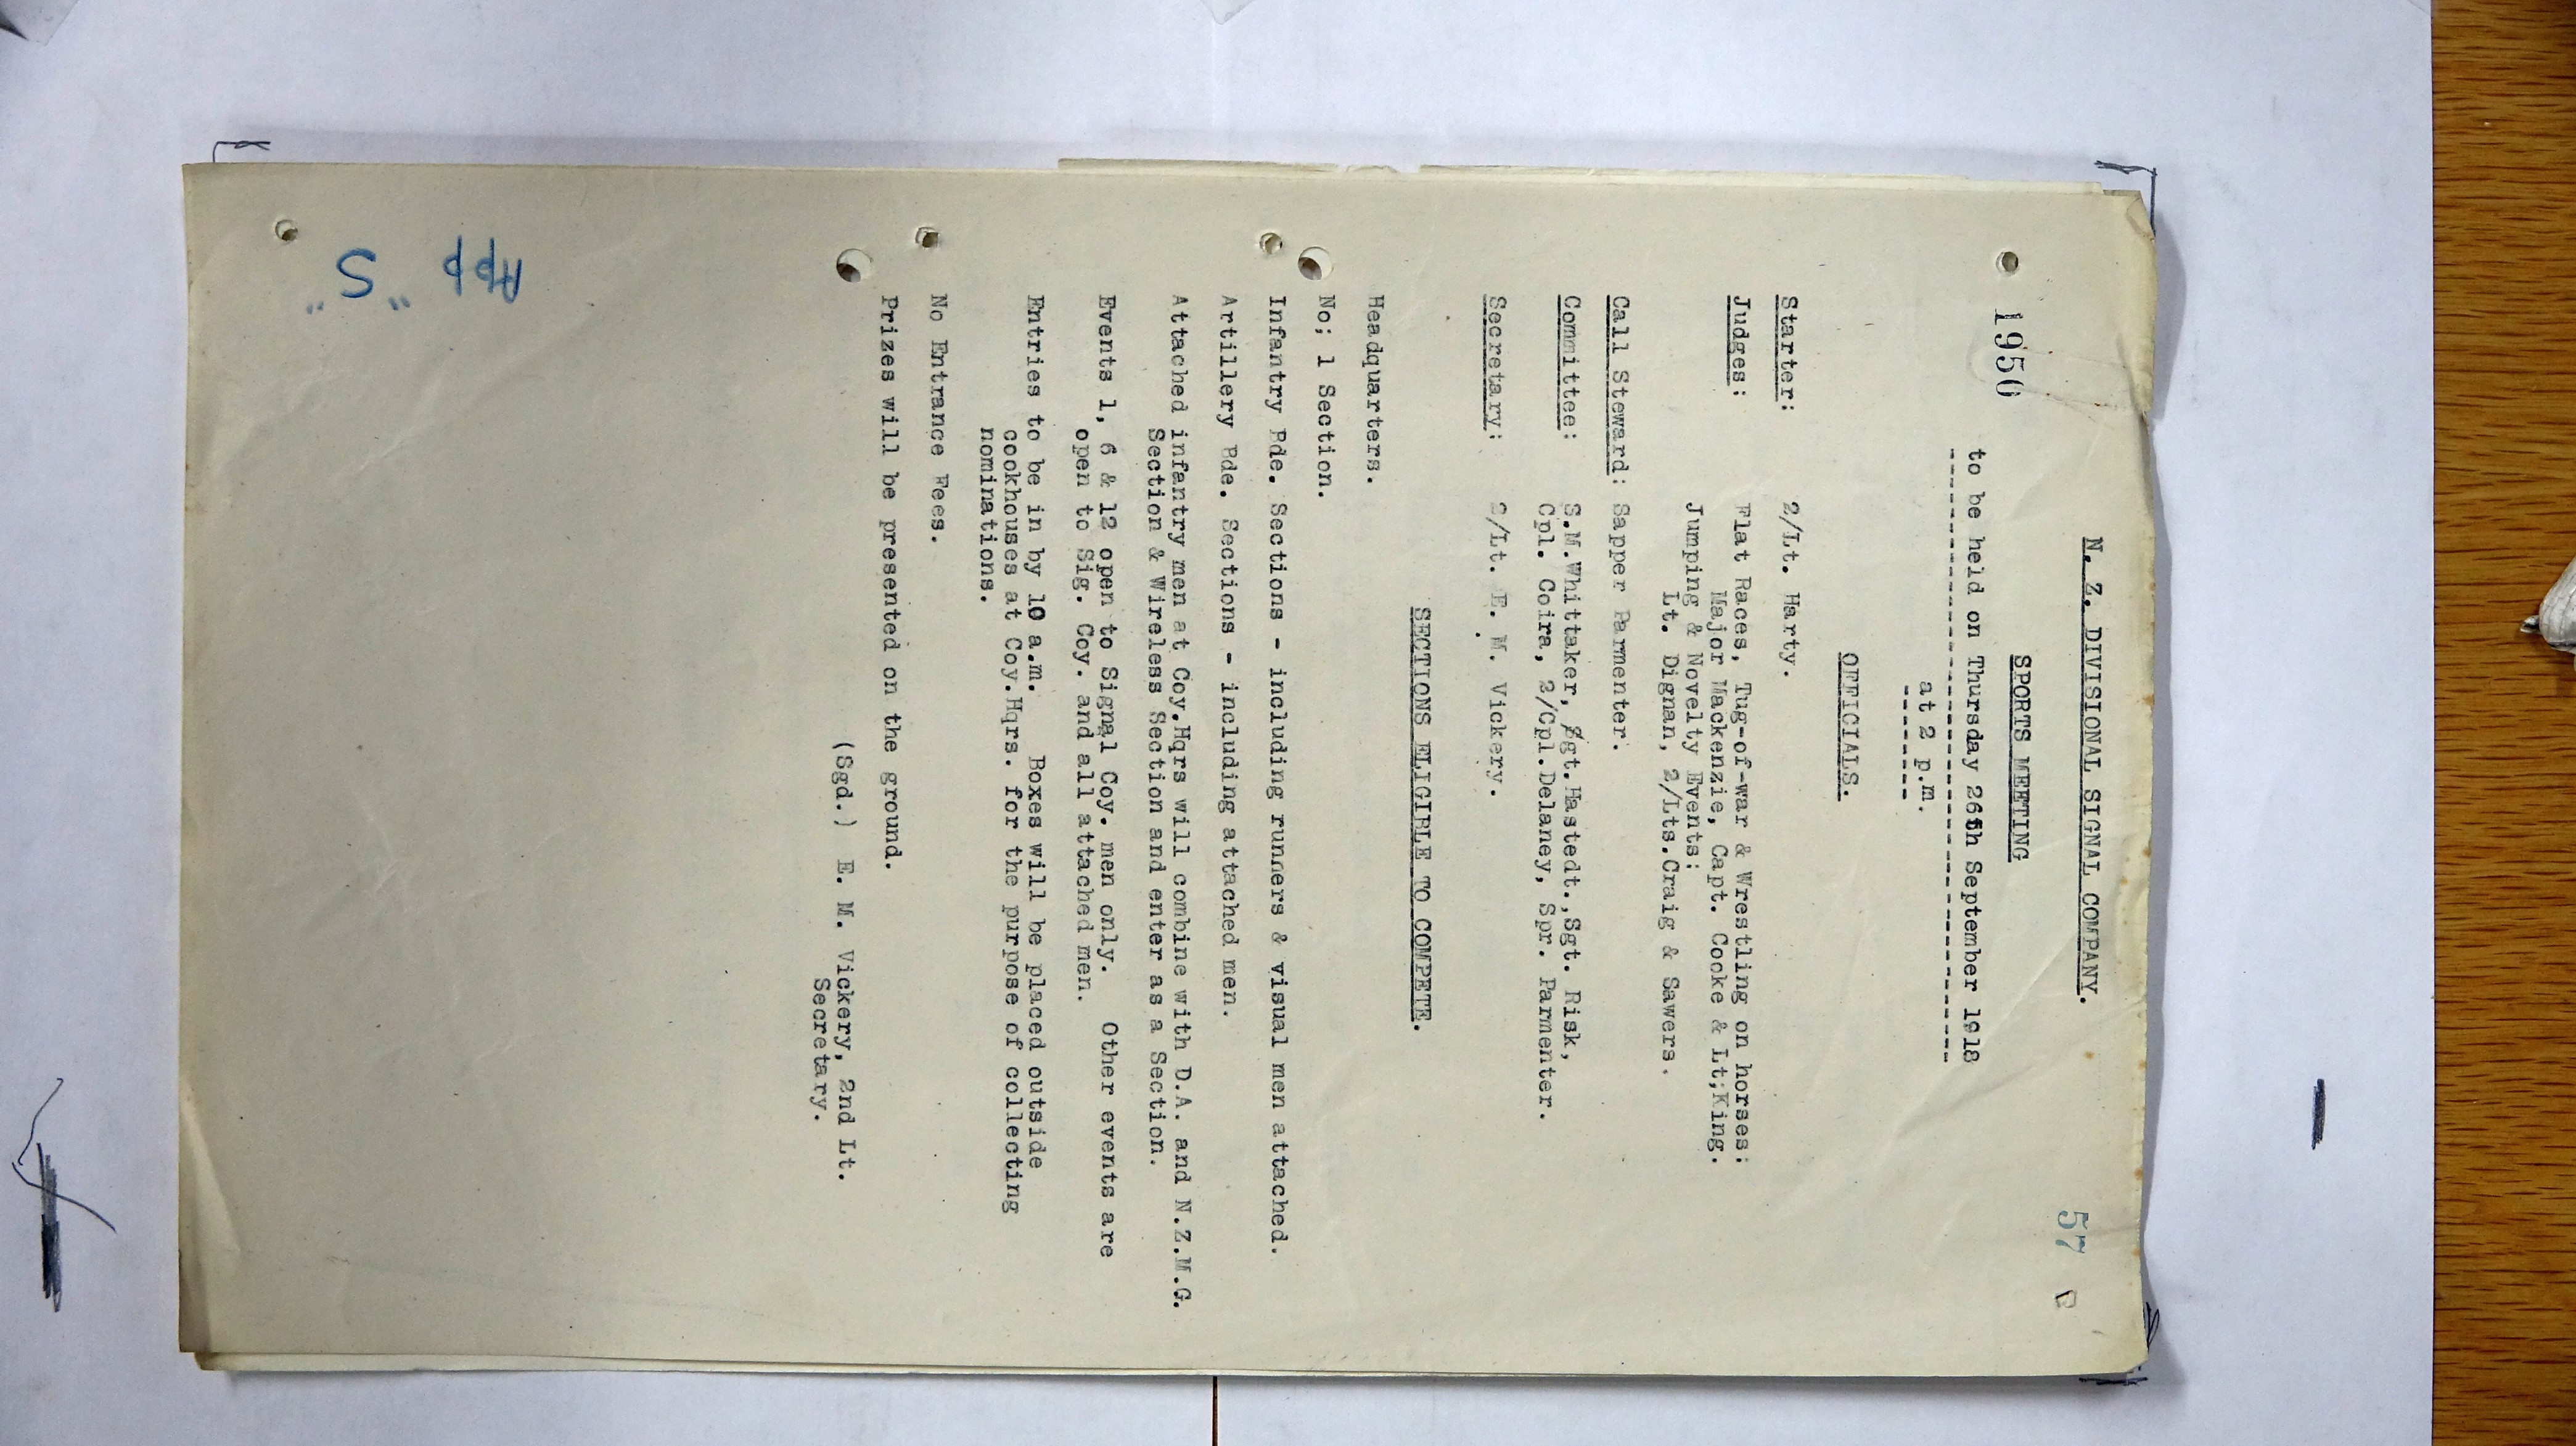 N. Z. DIVISIONAL SIGNAL COMPANY.
57
SPORTS MEETING
1950
to be held on Thursday 26th September 1918
at 2 p.m.
OFFICIALS.
Starter: 2/Lt. Harty.
Judges: Flat Races, Tug-of-war & Wrestling on horses:
Major Mackenzie, Capt. Cocke & Lt;King.
Jumping & Novelty Events:
Lt. Dignan, 2/Lts.Craig & Sawers.
Call Steward: Sapper Parmenter.
Committee: S.M.Whittaker, Sgt.Hastedt.,Sgt. Risk,
Cpl. Coira, 2/Cpl.Delaney, Spr. Parmenter.
Secretary: 2/Lt. E. M. Vickery.
SECTIONS ELIGIBLE TO COMPETE.
Headquarters.
No; 1 Section.
Infantry Bde. Sections - including runners & visual men attached.
Artillery Bde. Sections - including attached men.
Attached infantry men at Coy.Hqrs will combine with D.A. and N.Z.M.G.
Section & Wireless Section and enter as a Section.
Events 1, 6 & 12 open to Signal Coy. men only. Other events are
open to Sig. Coy. and all attached men.
Entries to be in by 10 a.m. Boxes will be placed outside
cookhouses at Coy.Hqrs. for the purpose of collecting
nominations.
No Entrance Fees.
Prizes will be presented on the ground.
(Sgd.) E. M. Vickery, 2nd Lt.
Secretary.
App "S"